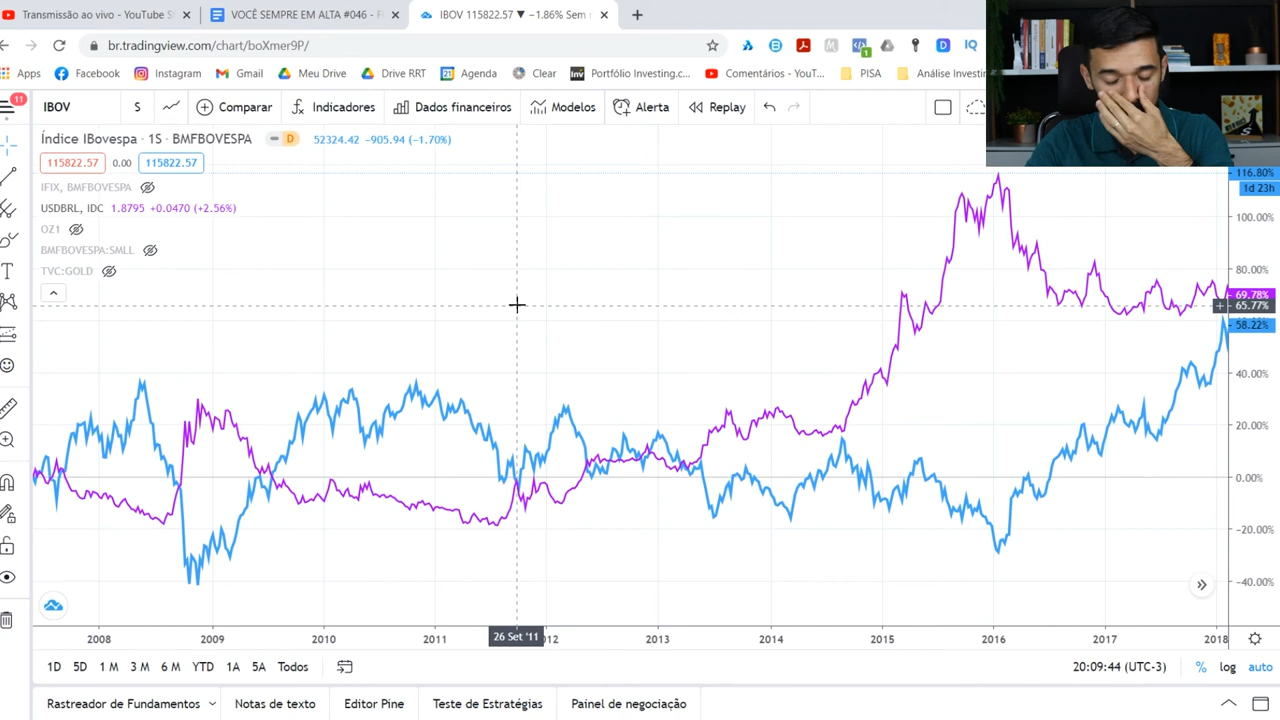 Transmissão ao vivo - YouTube S
VOCÊ SEMPRE EM ALTA #046 - F
IBOV 115822.57 ▼ −1.86% Sem n
br.tradingview.com/chart/boXmer9P/
IQ
Apps
Facebook
Instagram
Gmail
Meu Drive
Drive RRT
Agenda
Clear
Portfólio Investing.c...
Comentários - YouT...
PISA
Análise Investi
11
IBOV
S
Comparar
Indicadores
Dados financeiros
Modelos
Alerta
Replay
Índice IBovespa · 1S · BMFBOVESPA
D
52324.42 −905.94 (−1.70%)
115822.57
0.00
115822.57
IFIX, BMFBOVESPA
USDBRL, IDC 1.8795 +0.0470 (+2.56%)
OZ1
BMFBOVESPA:SMLL
TVC:GOLD
116.80%
1d 23h
100.00%
80.00%
69.78%
65.77%
58.22%
40.00%
20.00%
0.00%
−20.00%
−40.00%
2008
2009
2010
2011
26 Set '11
12
2013
2014
2015
2016
2017
2018
1D
5D
1 M
3 M
6 M
YTD
1A
5A
Todos
20:09:44 (UTC-3)
%
log
auto
Rastreador de Fundamentos
Notas de texto
Editor Pine
Teste de Estratégias
Painel de negociação